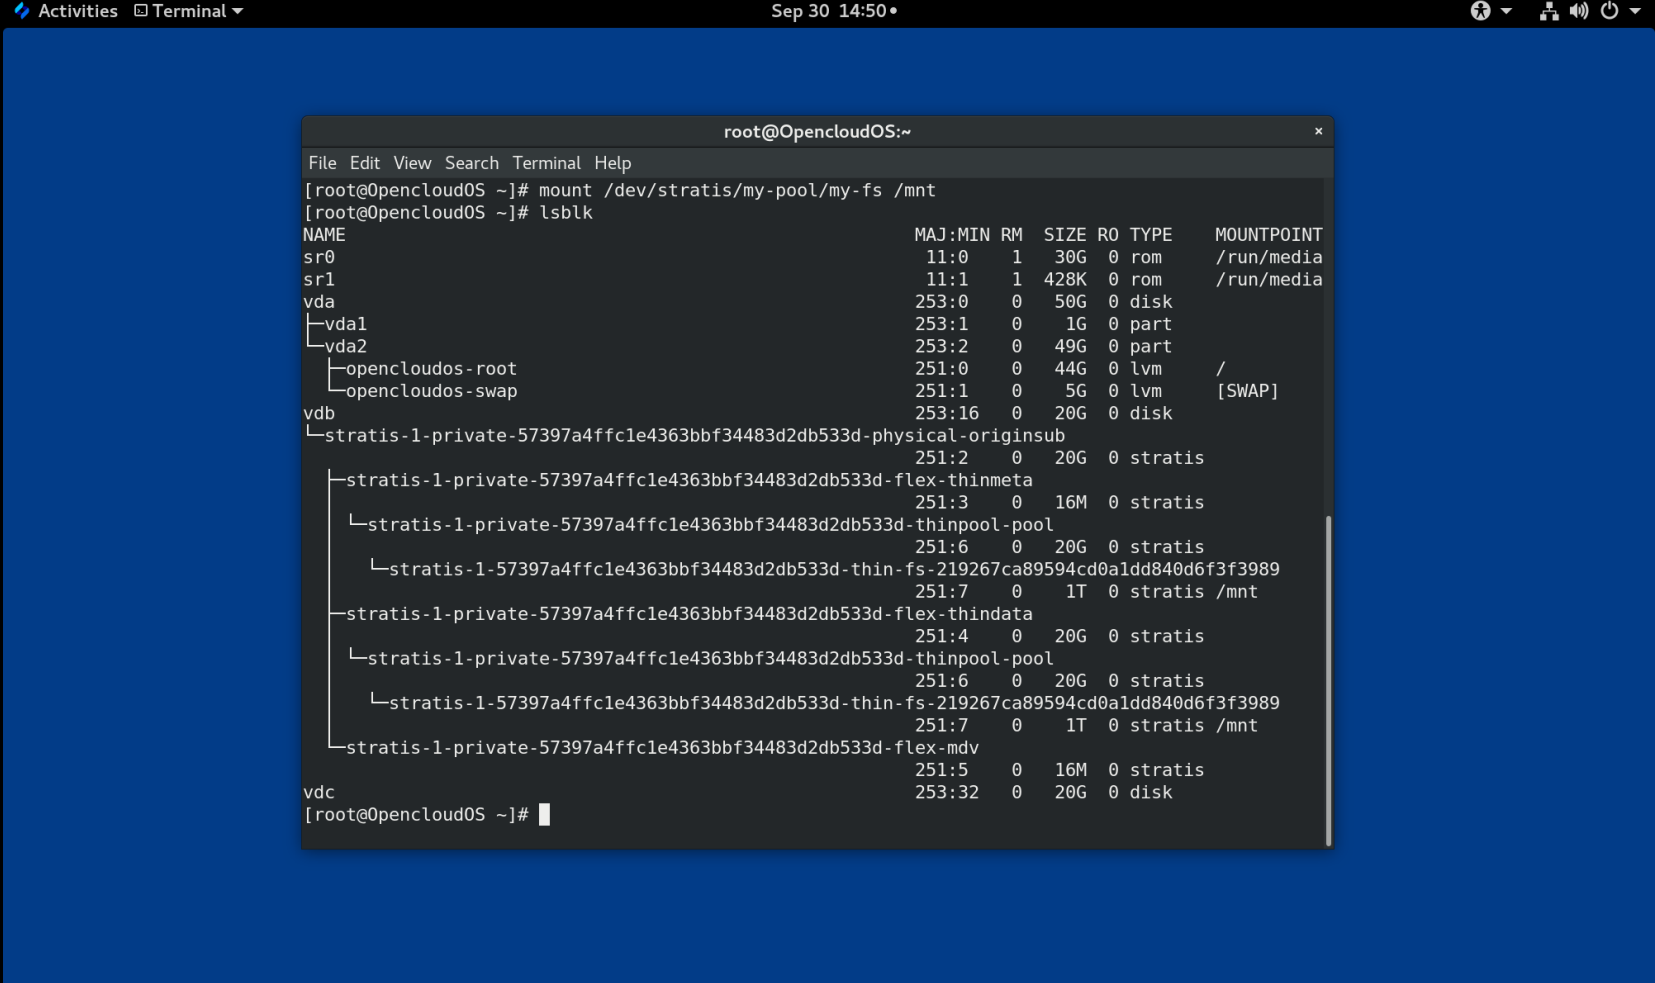 Activities Terminal Sep 30 14:50
root@OpencloudOS:~ ×
File Edit View Search Terminal Help
[root@OpencloudOS ~]# mount /dev/stratis/my-pool/my-fs /mnt
[root@OpencloudOS ~]# lsblk
NAME MAJ:MIN RM SIZE RO TYPE MOUNTPOINT
sr0 11:0 1 30G 0 rom /run/media
sr1 11:1 1 428K 0 rom /run/media
vda 253:0 0 50G 0 disk
├─vda1 253:1 0 1G 0 part
└─vda2 253:2 0 49G 0 part
├─opencloudos-root 251:0 0 44G 0 lvm /
└─opencloudos-swap 251:1 0 5G 0 lvm [SWAP]
vdb 253:16 0 20G 0 disk
└─stratis-1-private-57397a4ffc1e4363bbf34483d2db533d-physical-originsub
251:2 0 20G 0 stratis
├─stratis-1-private-57397a4ffc1e4363bbf34483d2db533d-flex-thinmeta
251:3 0 16M 0 stratis
│ └─stratis-1-private-57397a4ffc1e4363bbf34483d2db533d-thinpool-pool
251:6 0 20G 0 stratis
│ └─stratis-1-57397a4ffc1e4363bbf34483d2db533d-thin-fs-219267ca89594cd0a1dd840d6f3f3989
251:7 0 1T 0 stratis /mnt
├─stratis-1-private-57397a4ffc1e4363bbf34483d2db533d-flex-thindata
251:4 0 20G 0 stratis
│ └─stratis-1-private-57397a4ffc1e4363bbf34483d2db533d-thinpool-pool
251:6 0 20G 0 stratis
│ └─stratis-1-57397a4ffc1e4363bbf34483d2db533d-thin-fs-219267ca89594cd0a1dd840d6f3f3989
251:7 0 1T 0 stratis /mnt
└─stratis-1-private-57397a4ffc1e4363bbf34483d2db533d-flex-mdv
251:5 0 16M 0 stratis
vdc 253:32 0 20G 0 disk
[root@OpencloudOS ~]#